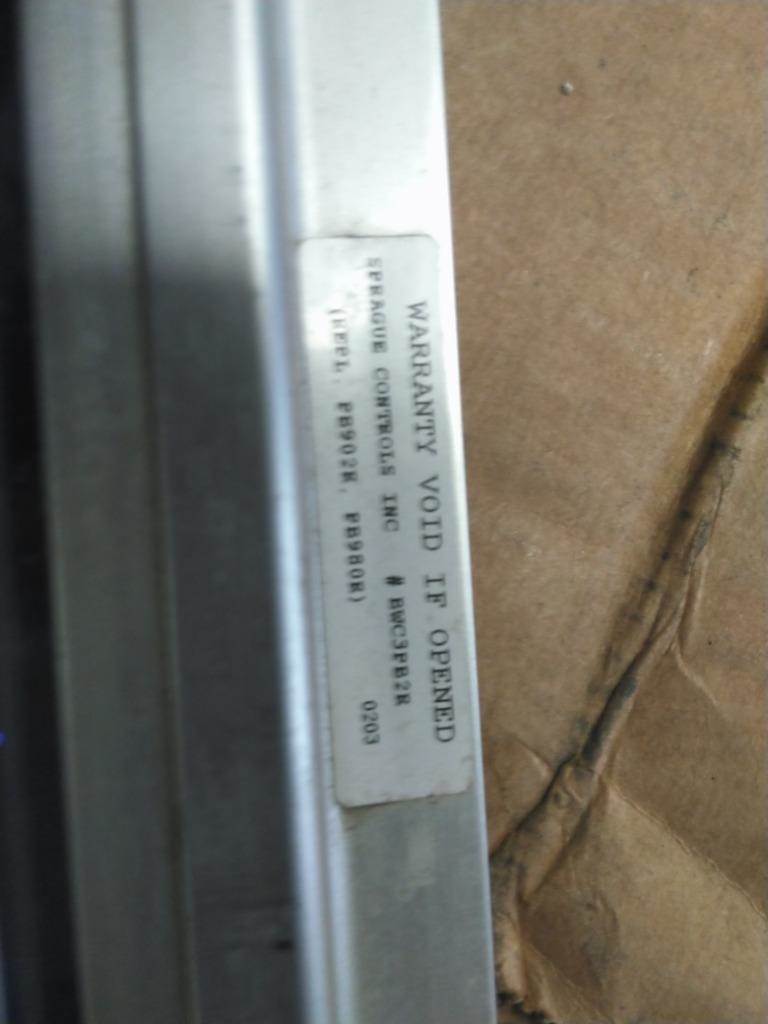 WARRANTY VOID IF OPENED
SPRAGUE CONTROLS INC # BWC3PB2R
(REPL. PB902R, PB980R) 0203